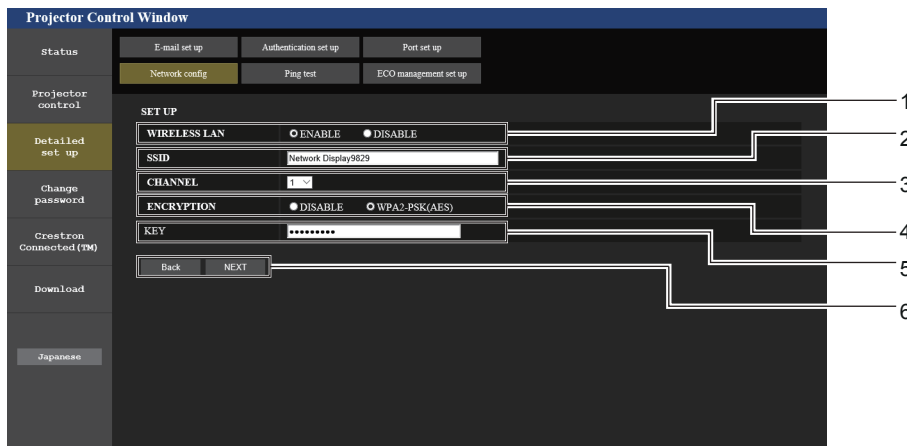 Projector Control Window
Status
E-mail set up
Authentication set up
Port set up
Network config
Ping test
ECO management set up
Projector
control
Detailed
set up
Change
password
Crestron
Connected(TM)
Download
Japanese
SET UP
WIRELESS LAN
ENABLE
DISABLE
1
SSID
Network Display9829
2
CHANNEL
1
3
ENCRYPTION
DISABLE
WPA2-PSK(AES)
4
KEY
•••••••••
5
Back
NEXT
6